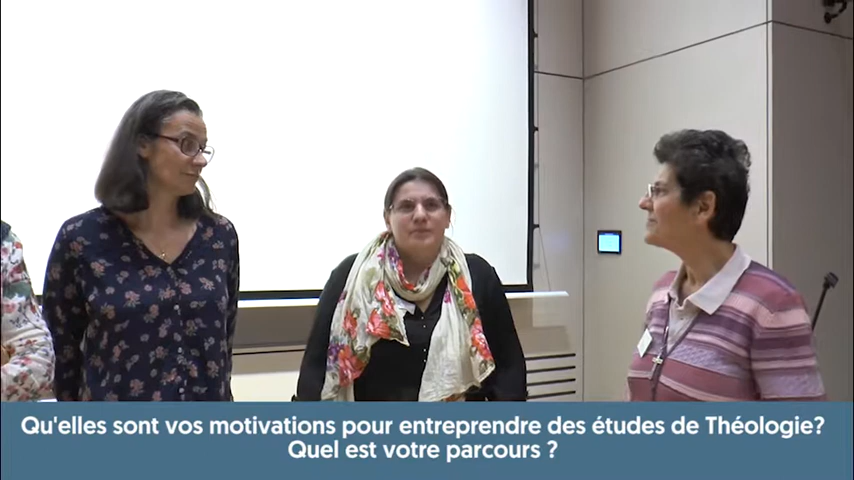 Qu'elles sont vos motivations pour entreprendre des études de Théologie?
Quel est votre parcours ?